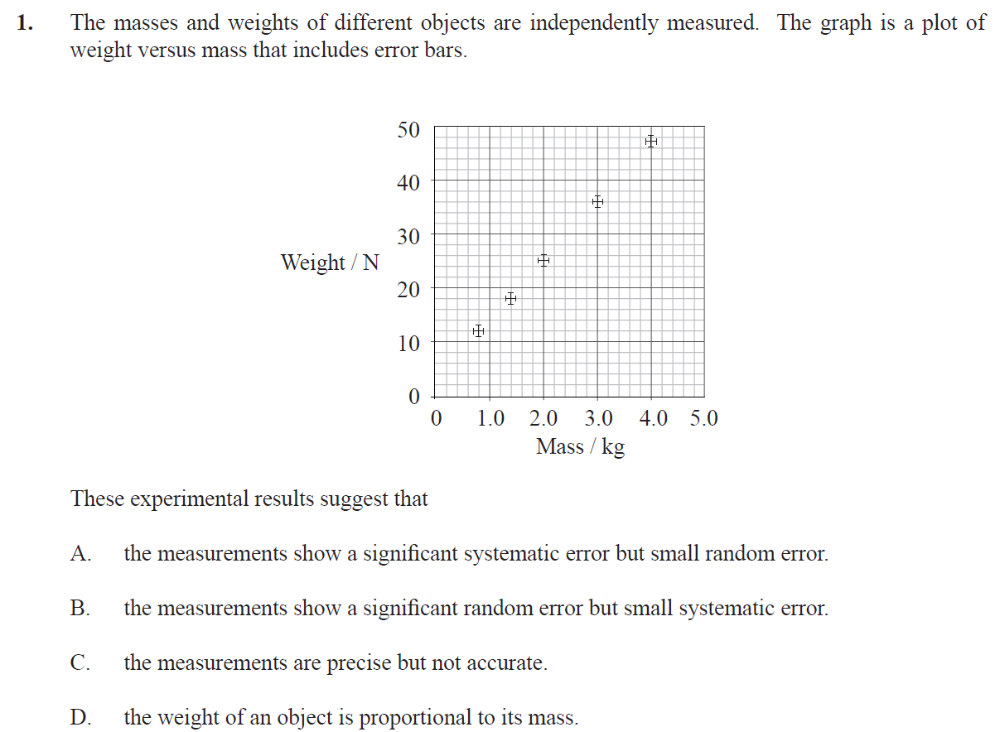 1. The masses and weights of different objects are independently measured. The graph is a plot of
weight versus mass that includes error bars.
50
40
30
Weight / N
20
10
0
0 1.0 2.0 3.0 4.0 5.0
Mass / kg
These experimental results suggest that
A. the measurements show a significant systematic error but small random error.
B. the measurements show a significant random error but small systematic error.
C. the measurements are precise but not accurate.
D. the weight of an object is proportional to its mass.